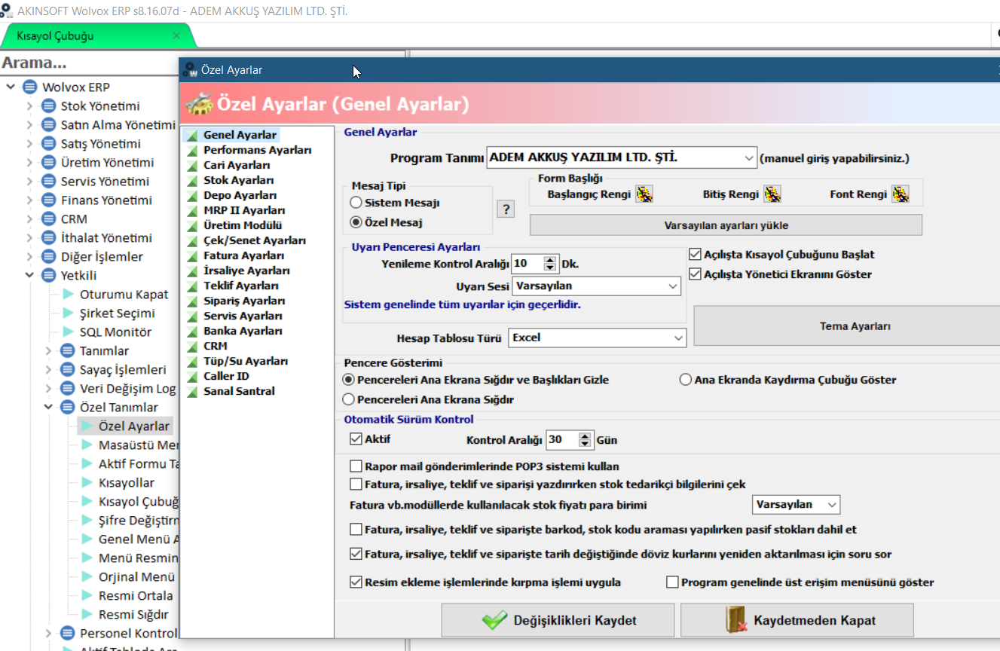 AKINSOFT Wolvox ERP s8.16.07d - ADEM AKKUŞ YAZILIM LTD. ŞTİ.
Kısayol Çubuğu
Arama...
Wolvox ERP
Stok Yönetimi
Satın Alma Yönetimi
Satış Yönetimi
Üretim Yönetimi
Servis Yönetimi
Finans Yönetimi
CRM
İthalat Yönetimi
Diğer İşlemler
Yetkili
Oturumu Kapat
Şirket Seçimi
SQL Monitör
Tanımlar
Sayaç İşlemleri
Veri Değişim Log
Özel Tanımlar
Özel Ayarlar
Masaüstü Mer
Aktif Formu Ta
Kısayollar
Kısayol Çubuğ
Şifre Değiştirn
Genel Menü A
Menü Resmin
Orjinal Menü
Resmi Ortala
Resmi Sığdır
Personel Kontrol
Özel Ayarlar
Özel Ayarlar (Genel Ayarlar)
Genel Ayarlar
Performans Ayarları
Cari Ayarları
Stok Ayarları
Depo Ayarları
MRP II Ayarları
Üretim Modülü
Çek/Senet Ayarları
Fatura Ayarları
İrsaliye Ayarları
Teklif Ayarları
Sipariş Ayarları
Servis Ayarları
Banka Ayarları
CRM
Tüp/Su Ayarları
Caller ID
Sanal Santral
Genel Ayarlar
Program Tanımı ADEM AKKUŞ YAZILIM LTD. ŞTİ. (manuel giriş yapabilirsiniz.)
Mesaj Tipi
Sistem Mesajı
Özel Mesaj
?
Form Başlığı
Başlangıç Rengi Bitiş Rengi Font Rengi
Varsayılan ayarları yükle
Uyarı Penceresi Ayarları
Yenileme Kontrol Aralığı 10 Dk.
Uyarı Sesi Varsayılan
Sistem genelinde tüm uyarılar için geçerlidir.
Açılışta Kısayol Çubuğunu Başlat
Açılışta Yönetici Ekranını Göster
Tema Ayarları
Hesap Tablosu Türü Excel
Pencere Gösterimi
Pencereleri Ana Ekrana Sığdır ve Başlıkları Gizle Ana Ekranda Kaydırma Çubuğu Göster
Pencereleri Ana Ekrana Sığdır
Otomatik Sürüm Kontrol
Aktif Kontrol Aralığı 30 Gün
Rapor mail gönderimlerinde POP3 sistemi kullan
Fatura, irsaliye, teklif ve siparişi yazdırırken stok tedarikçi bilgilerini çek
Fatura vb.modüllerde kullanılacak stok fiyatı para birimi Varsayılan
Fatura, irsaliye, teklif ve siparişte barkod, stok kodu araması yapılırken pasif stokları dahil et
Fatura, irsaliye, teklif ve siparişte tarih değiştiğinde döviz kurlarını yeniden aktarılması için soru sor
Resim ekleme işlemlerinde kırpma işlemi uygula Program genelinde üst erişim menüsünü göster
Değişiklikleri Kaydet Kaydetmeden Kapat